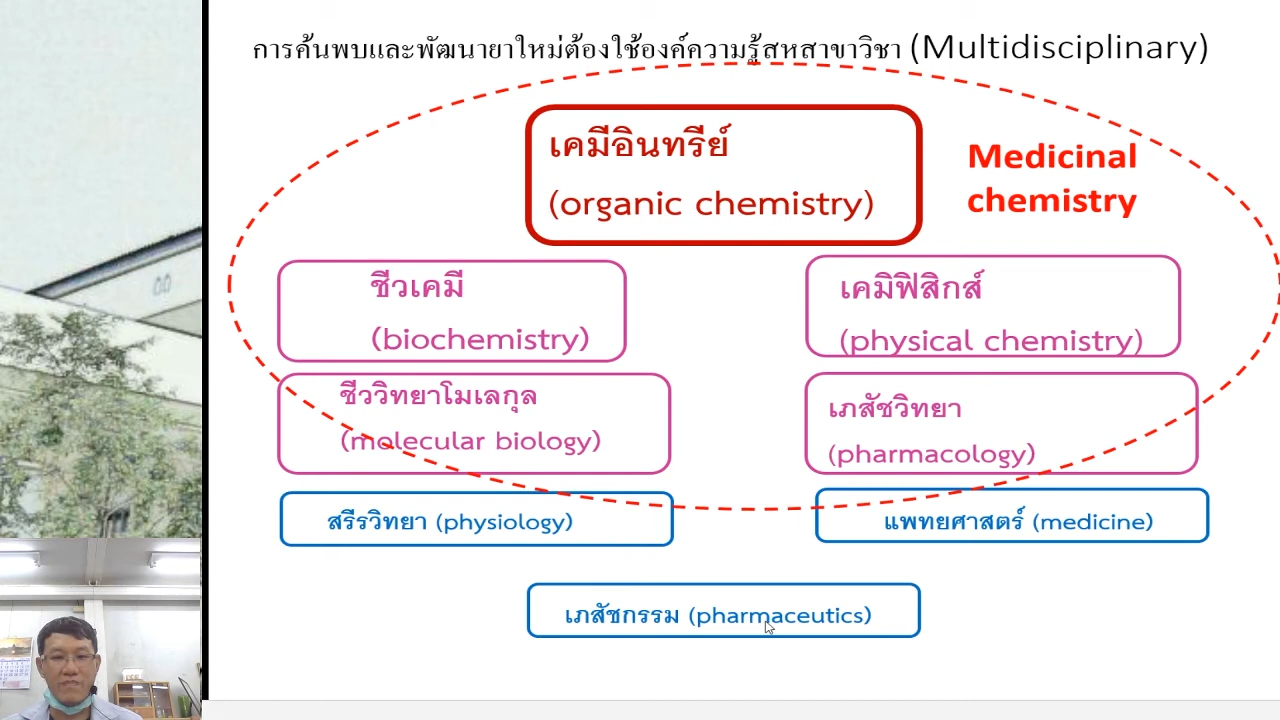 การค้นพบและพัฒนายาใหม่ต้องใช้องค์ความรู้สหสาขาวิชา (Multidisciplinary)
เคมีอินทรีย์
(organic chemistry)
Medicinal
chemistry
ชีวเคมี
(biochemistry)
เคมิฟิสิกส์
(physical chemistry)
ชีววิทยาโมเลกุล
(molecular biology)
เภสัชวิทยา
(pharmacology)
สรีรวิทยา (physiology)
แพทยศาสตร์ (medicine)
เภสัชกรรม (pharmaceutics)